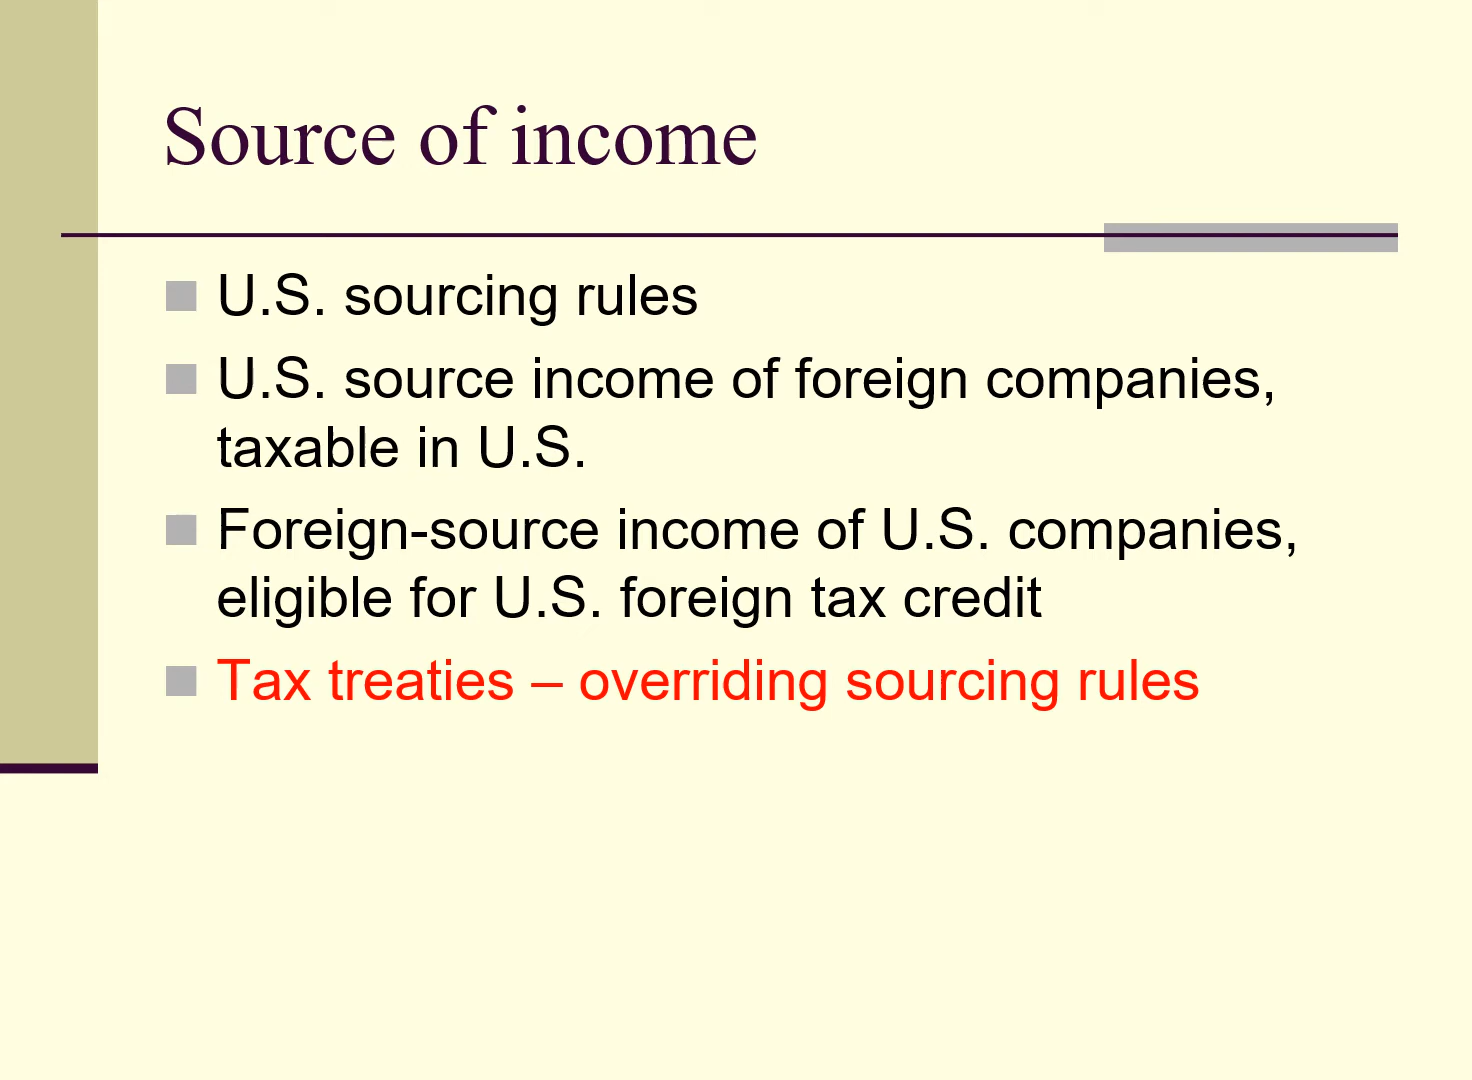 Source of income
U.S. sourcing rules
U.S. source income of foreign companies,
taxable in U.S.
Foreign-source income of U.S. companies,
eligible for U.S. foreign tax credit
Tax treaties – overriding sourcing rules